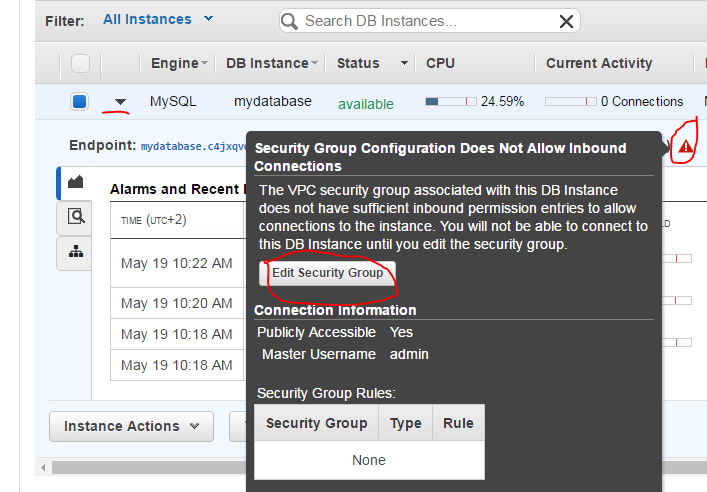 Filter: All Instances
Search DB Instances...
Engine DB Instance Status CPU Current Activity
MySQL mydatabase available 24.59% 0 Connections
Endpoint: mydatabase.c4jxqv
Security Group Configuration Does Not Allow Inbound
Connections
The VPC security group associated with this DB Instance
does not have sufficient inbound permission entries to allow
connections to the instance. You will not be able to connect to
this DB Instance until you edit the security group.
Edit Security Group
Connection Information
Publicly Accessible Yes
Master Username admin
Security Group Rules:
Security Group Type Rule
None
Alarms and Recent
TIME (UTC+2)
May 19 10:22 AM
May 19 10:20 AM
May 19 10:18 AM
May 19 10:18 AM
Instance Actions